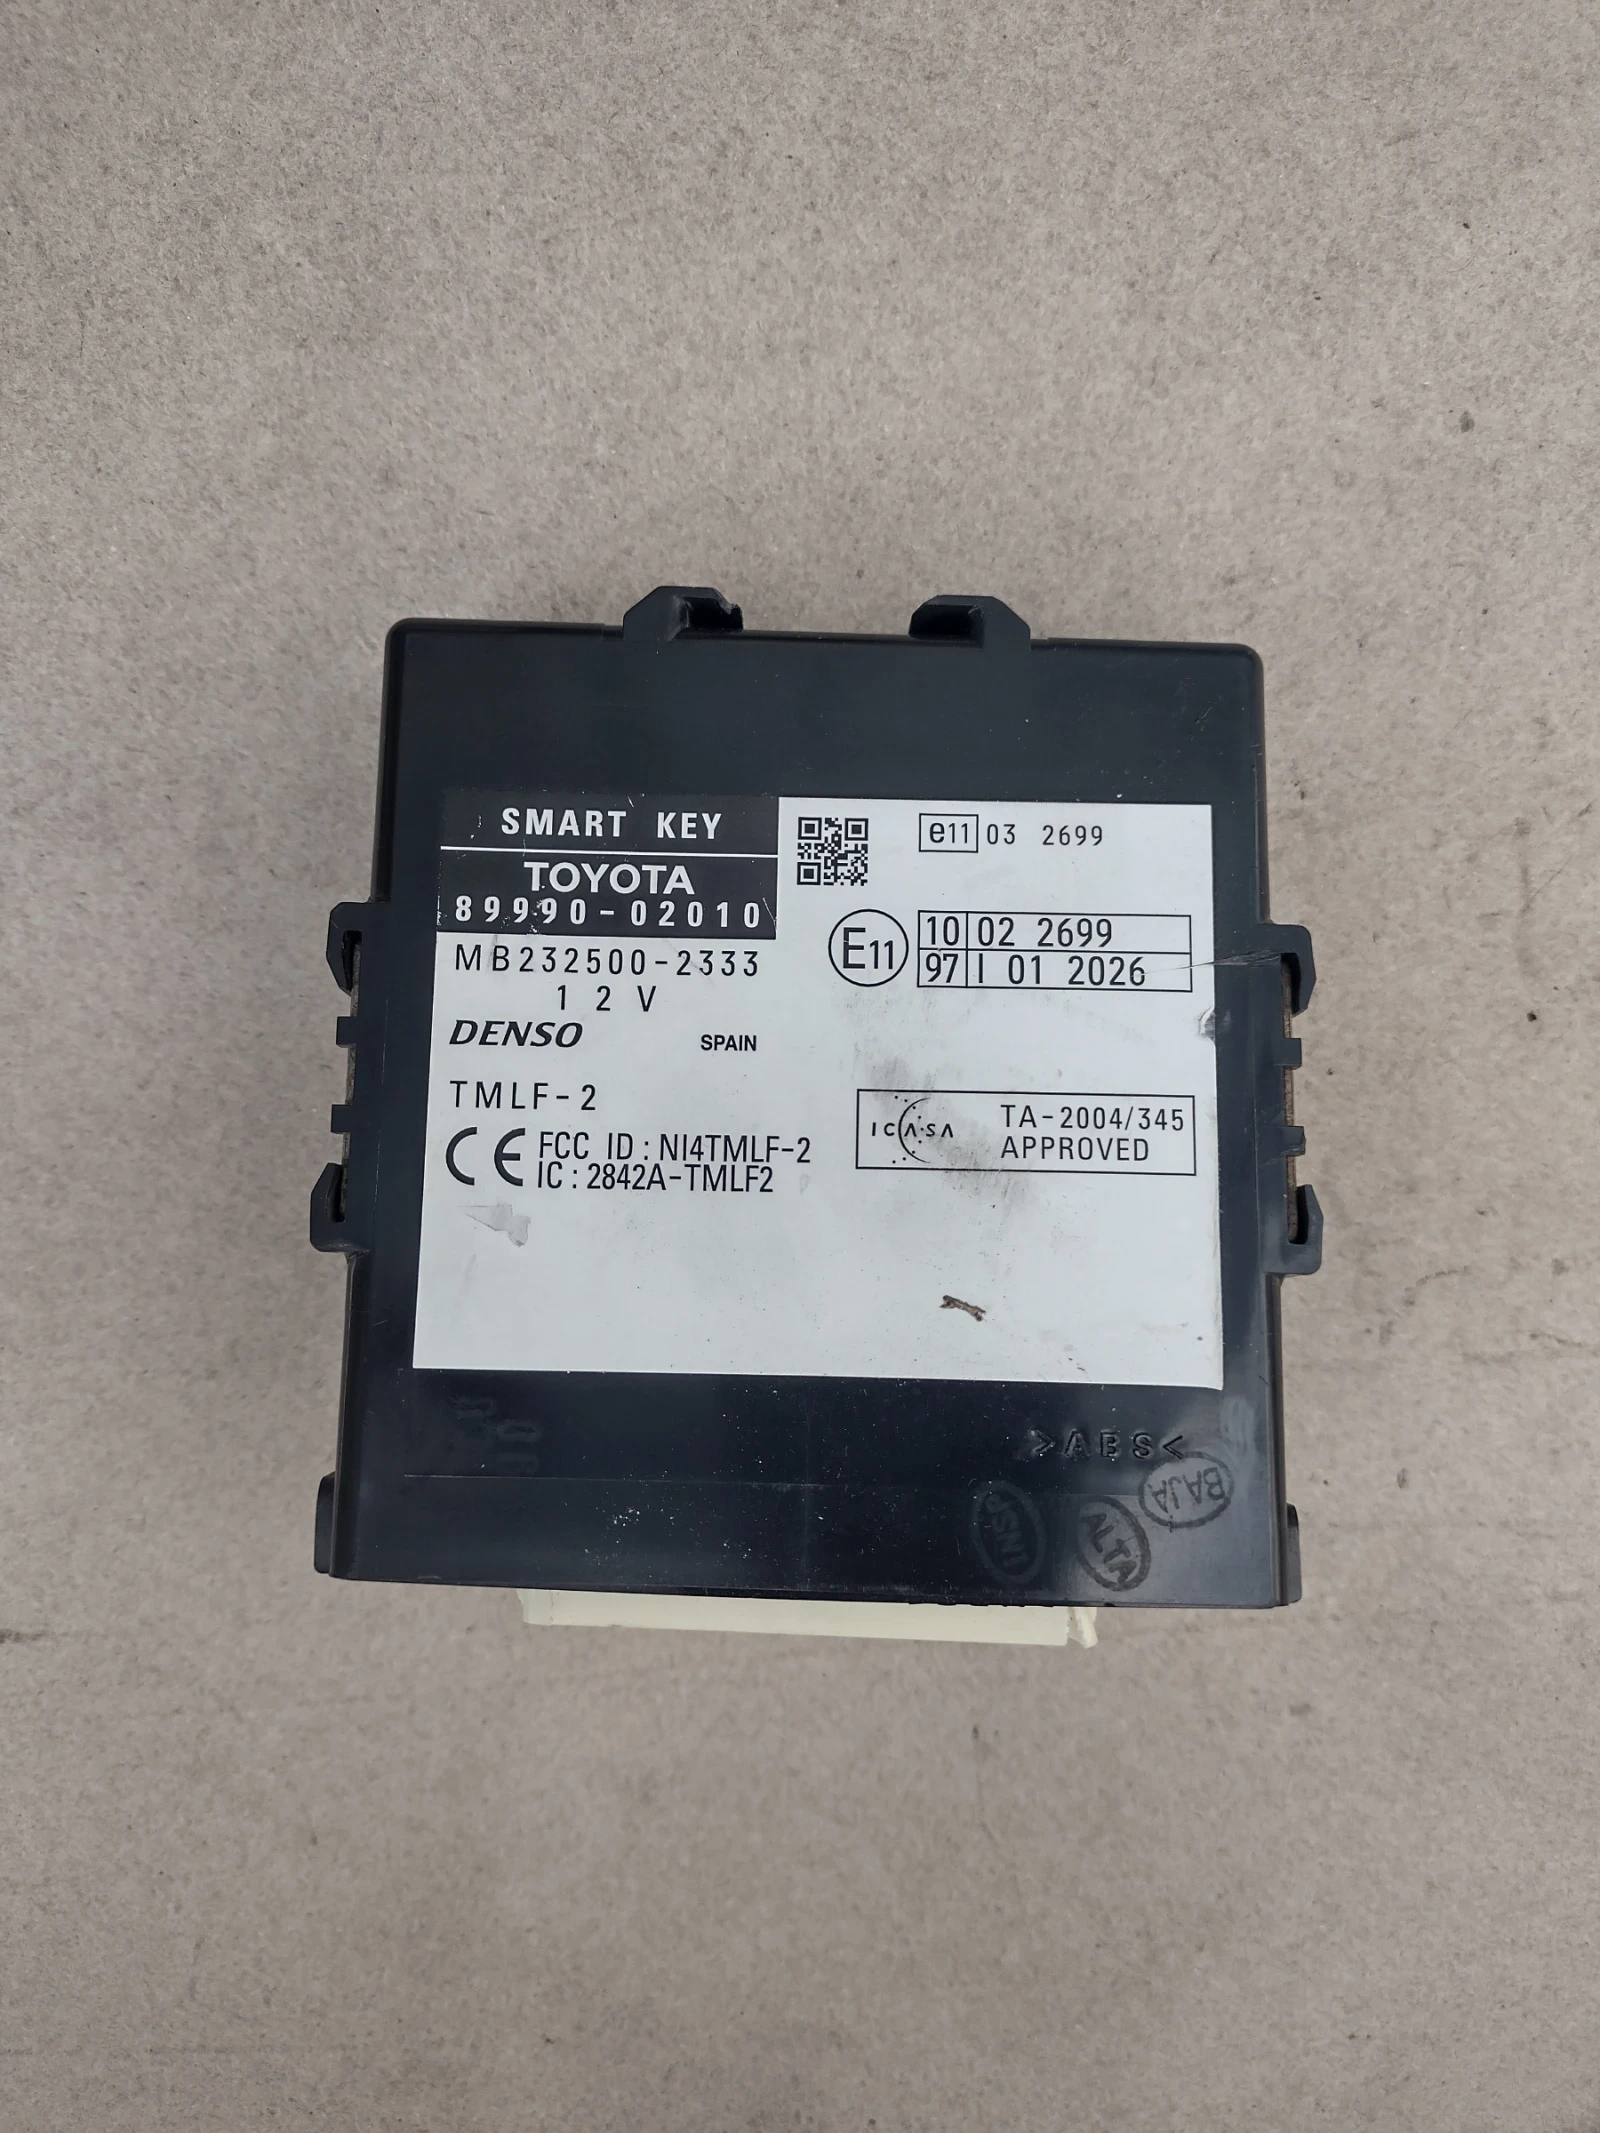 SMART KEY
TOYOTA
89990-02010
MB232500-2333
12V
DENSO SPAIN
TMLF-2
CE FCC ID : NI4TMLF-2
IC : 2842A-TMLF2
e11 03 2699
E11 10 02 2699
97 I 01 2026
ICASA TA-2004/345
APPROVED
>ABS<
BAJA
ALTA
INSP